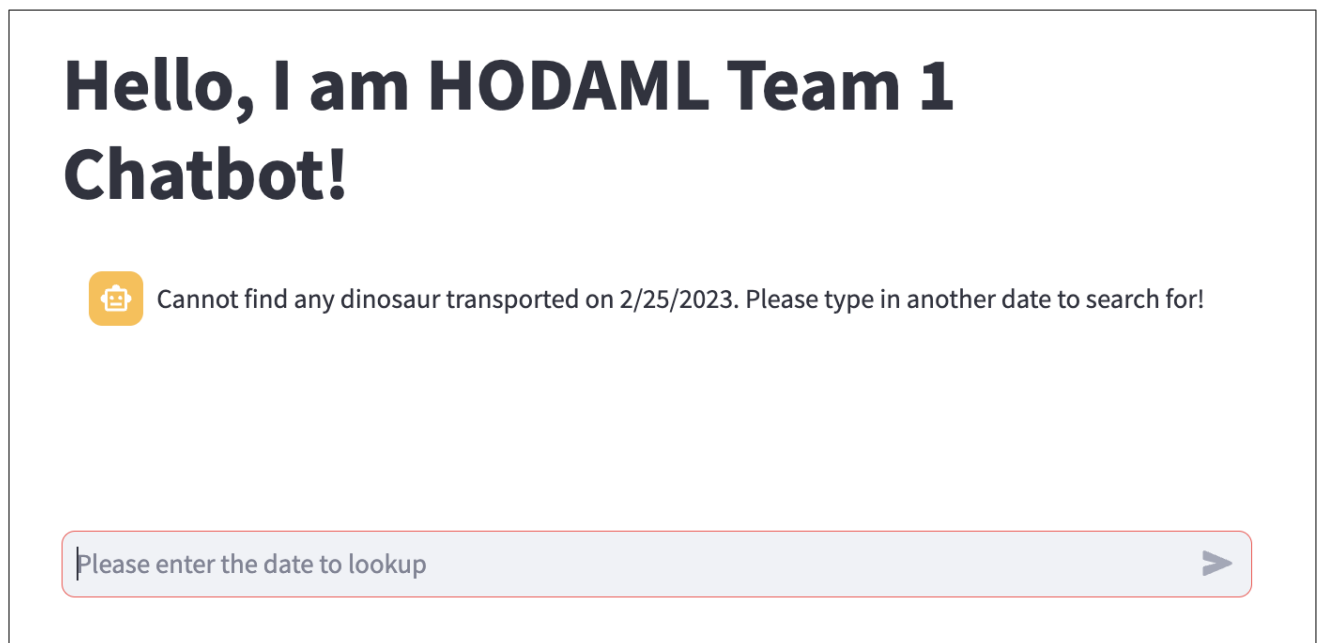 Hello, I am HODAML Team 1
Chatbot!
Cannot find any dinosaur transported on 2/25/2023. Please type in another date to search for!
Please enter the date to lookup